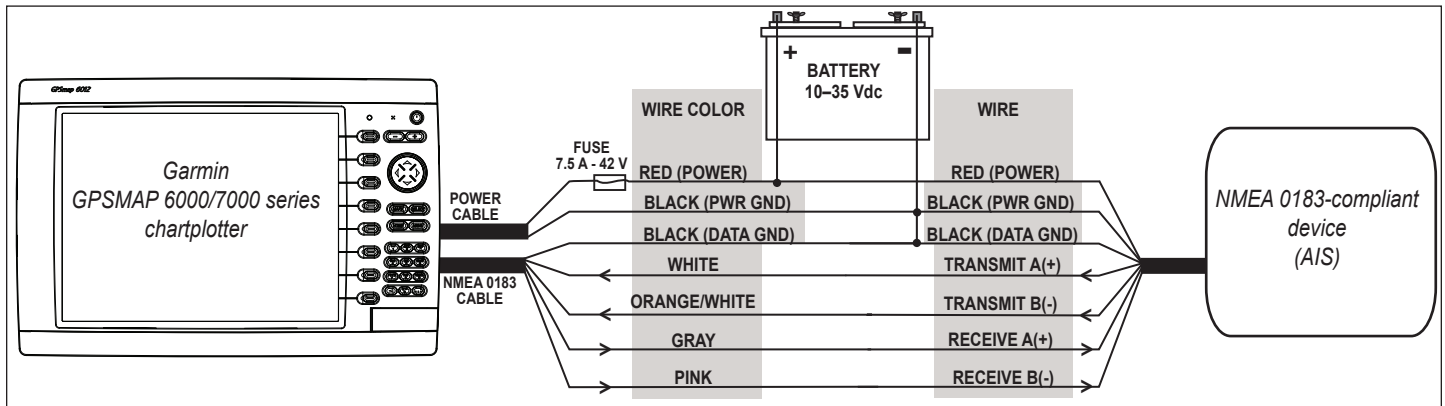 GPSmap 6012
Garmin
GPSMAP 6000/7000 series
chartplotter
POWER
CABLE
NMEA 0183
CABLE
FUSE
7.5 A - 42 V
WIRE COLOR
RED (POWER)
BLACK (PWR GND)
BLACK (DATA GND)
WHITE
ORANGE/WHITE
GRAY
PINK
+
-
BATTERY
10–35 Vdc
WIRE
RED (POWER)
BLACK (PWR GND)
BLACK (DATA GND)
TRANSMIT A(+)
TRANSMIT B(-)
RECEIVE A(+)
RECEIVE B(-)
NMEA 0183-compliant
device
(AIS)